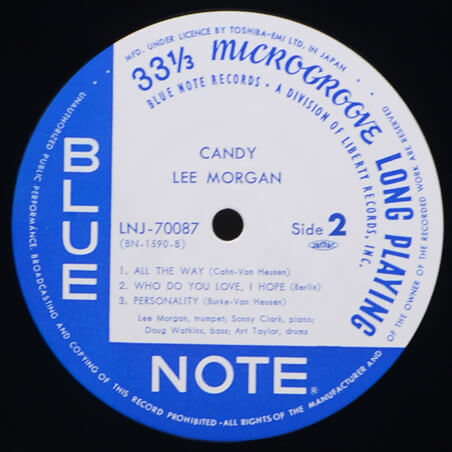 MFD. UNDER LICENCE BY TOSHIBA-EMI LTD. IN JAPAN
33 1/3 MICROGROOVE LONG PLAYING
BLUE NOTE RECORDS • A DIVISION OF LIBERTY RECORDS, INC.
CANDY
LEE MORGAN
LNJ-70087
(BN-1590-B)
Side 2
1. ALL THE WAY (Cahn-Van Heusen)
2. WHO DO YOU LOVE, I HOPE (Berlin)
3. PERSONALITY (Burke-Van Heusen)
Lee Morgan, trumpet; Sonny Clark, piano;
Doug Watkins, bass; Art Taylor, drums
BLUE
NOTE®
UNAUTHORIZED PUBLIC PERFORMANCE, BROADCASTING AND COPYING OF THIS RECORD PROHIBITED • ALL RIGHTS OF THE MANUFACTURER AND OF THE OWNER OF THE RECORDED WORK ARE RESERVED